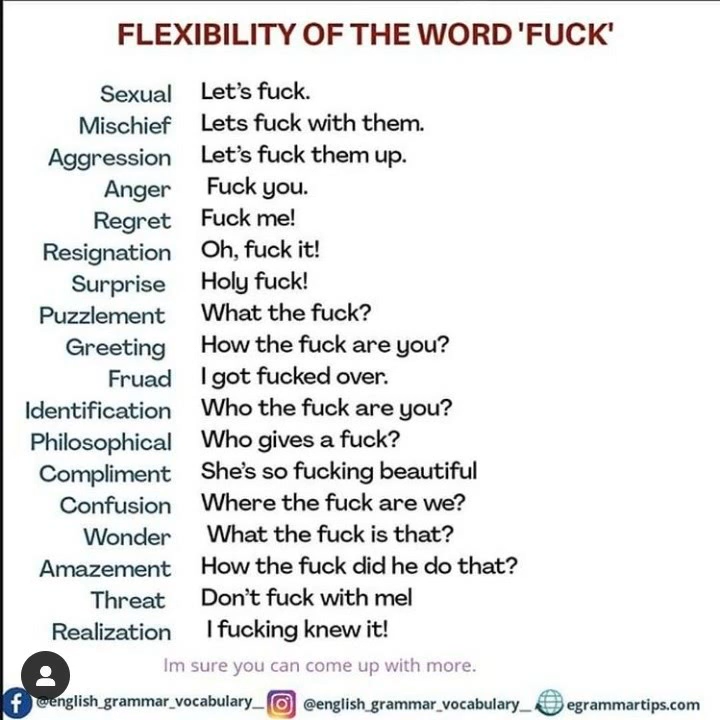 FLEXIBILITY OF THE WORD 'FUCK'
Sexual Let's fuck.
Mischief Lets fuck with them.
Aggression Let's fuck them up.
Anger Fuck you.
Regret Fuck me!
Resignation Oh, fuck it!
Surprise Holy fuck!
Puzzlement What the fuck?
Greeting How the fuck are you?
Fruad I got fucked over.
Identification Who the fuck are you?
Philosophical Who gives a fuck?
Compliment She's so fucking beautiful
Confusion Where the fuck are we?
Wonder What the fuck is that?
Amazement How the fuck did he do that?
Threat Don't fuck with mel
Realization I fucking knew it!
Im sure you can come up with more.
@english_grammar_vocabulary_ @english_grammar_vocabulary_ egrammartips.com